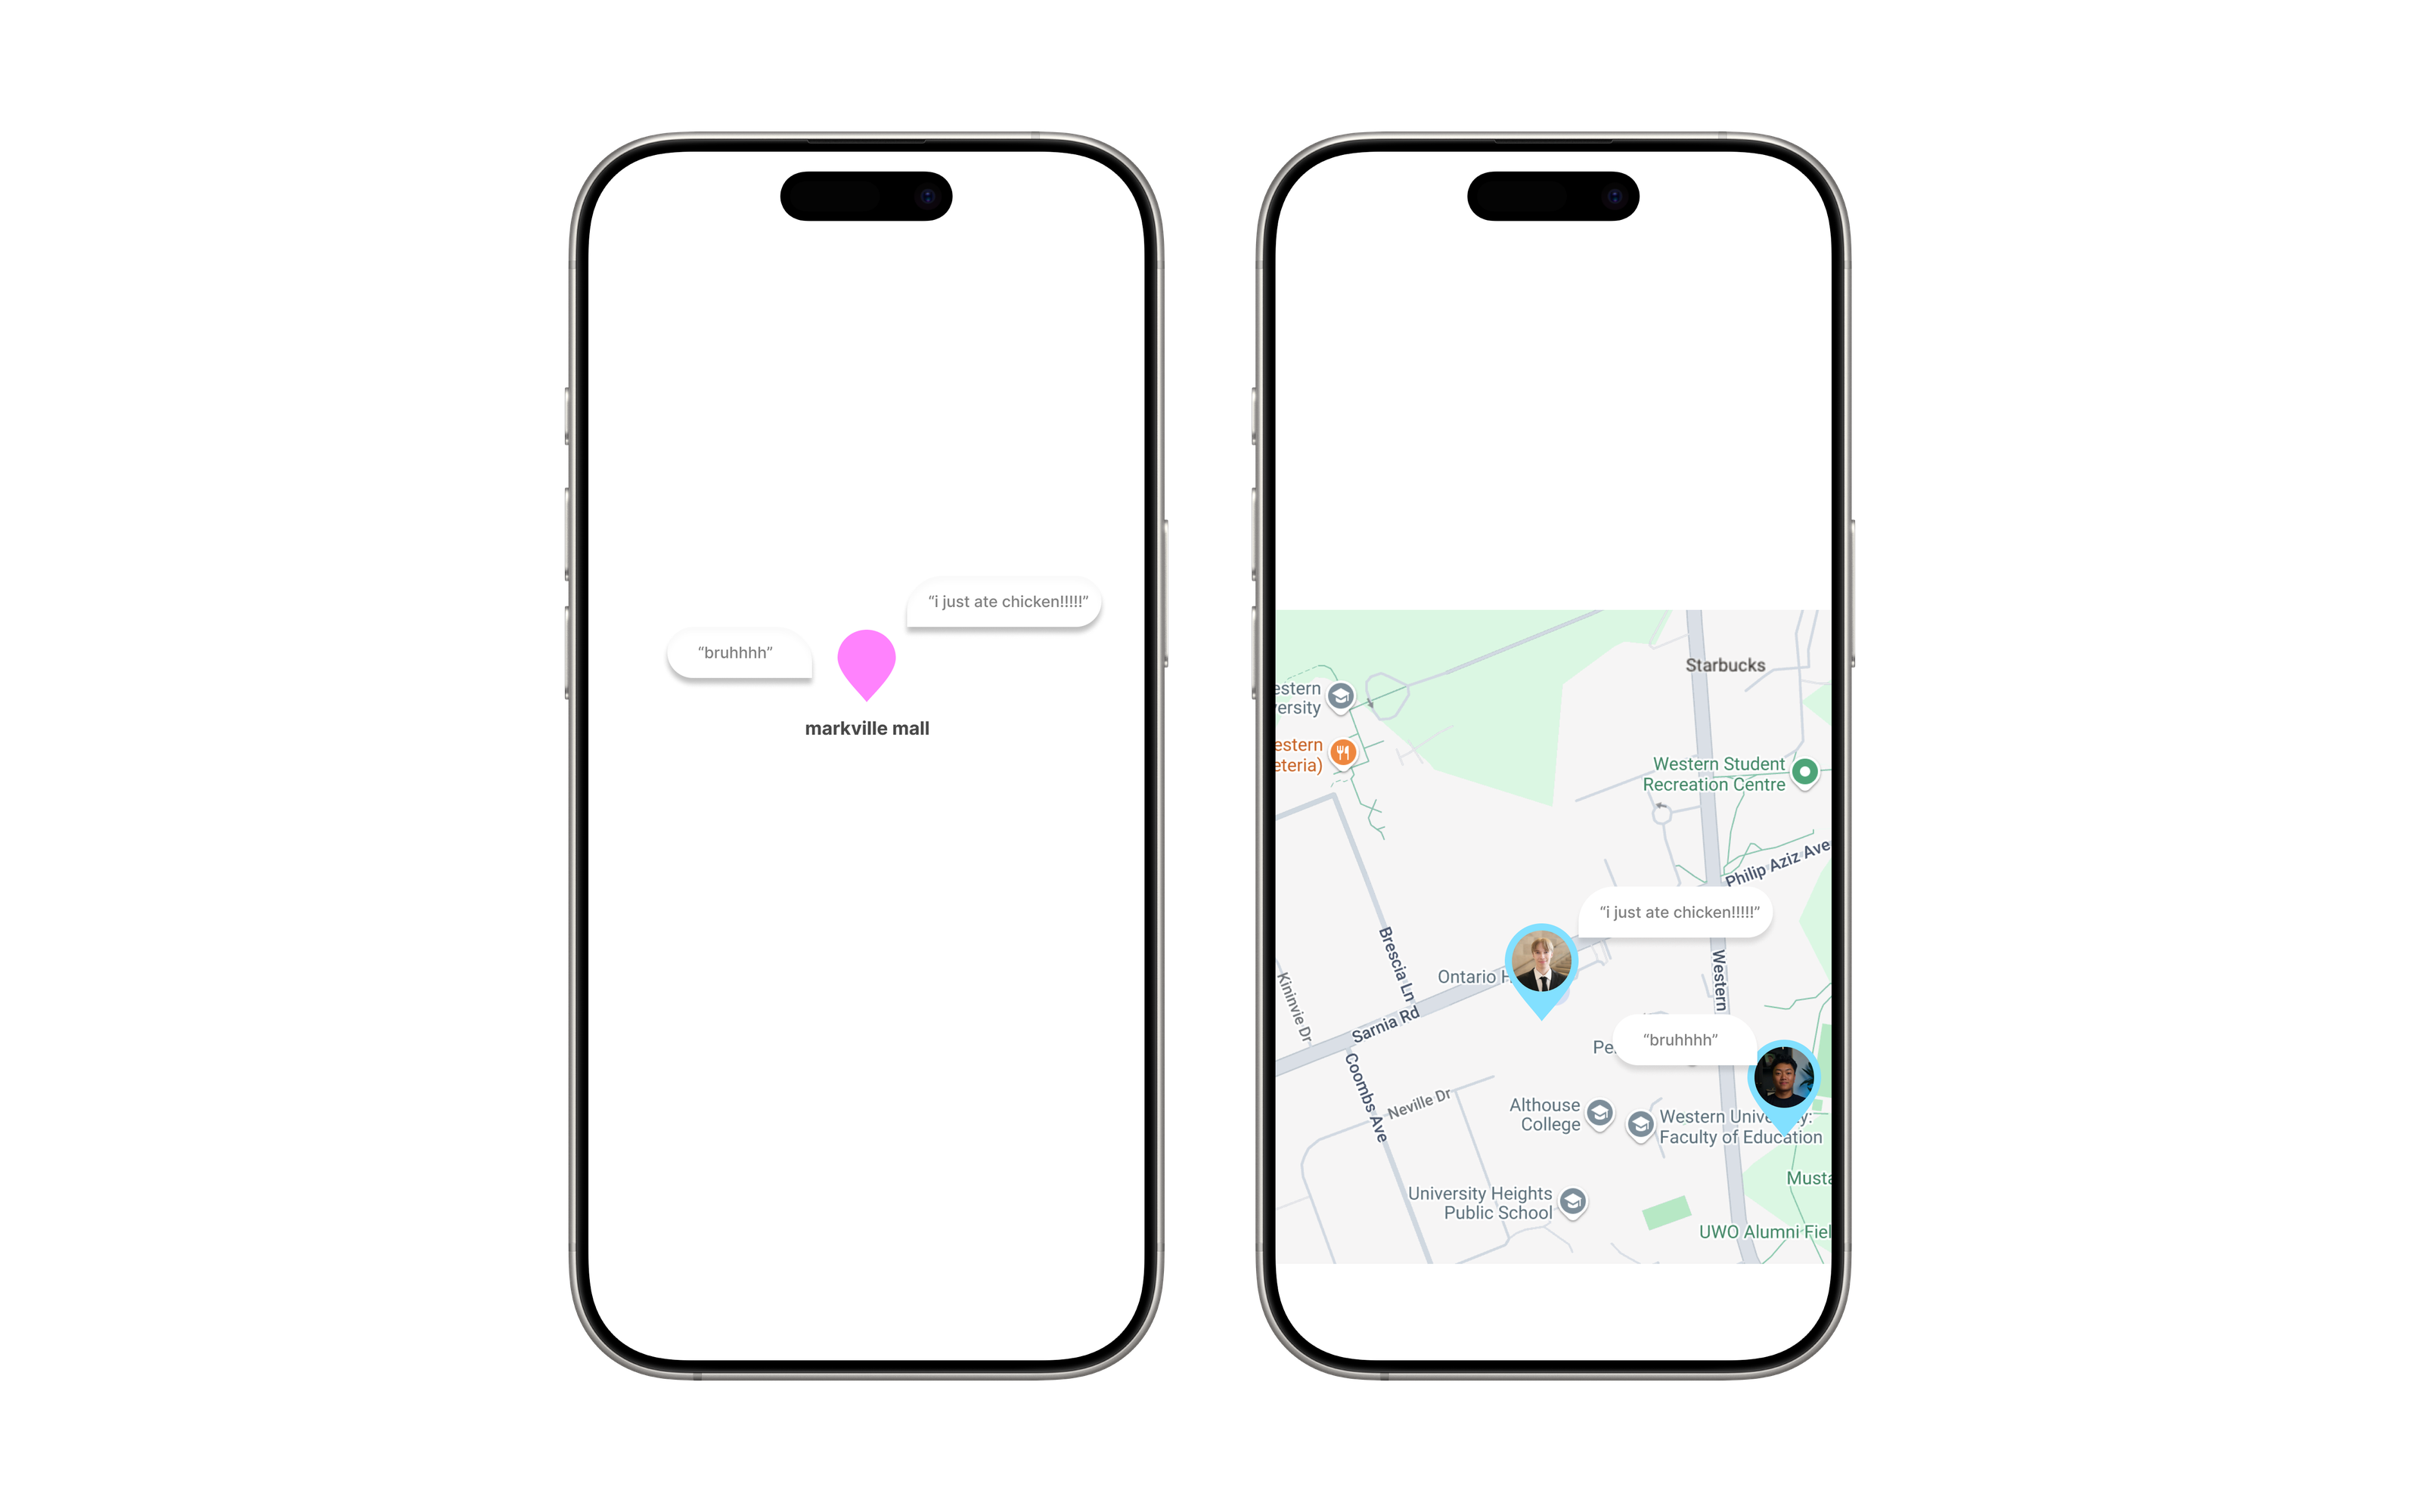 “i just ate chicken!!!!!”
“bruhhhh”
markville mall
Starbucks
estern
ersity
estern
eteria)
Western Student
Recreation Centre
Philip Aziz Ave
“i just ate chicken!!!!!”
Brescia Ln
Western
Ontario H
Kininvie Dr
Sarnia Rd
“bruhhhh”
Pe
Coombs Ave
Neville Dr
Althouse
College
Western Unive y:
Faculty of Education
Musta
University Heights
Public School
UWO Alumni Fiel